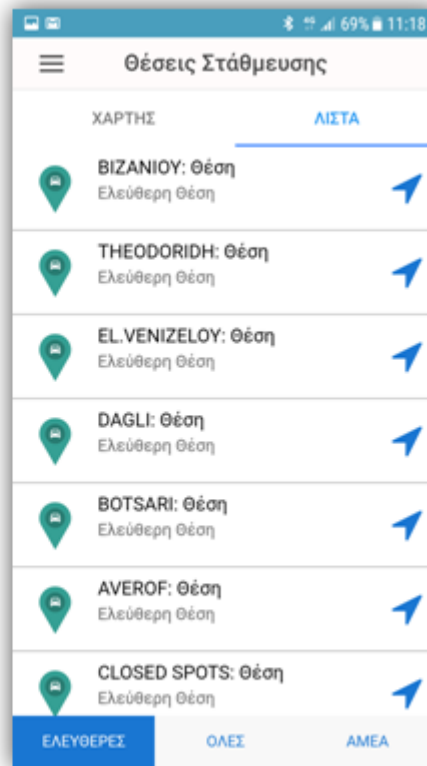 69% 11:18
Θέσεις Στάθμευσης
ΧΑΡΤΗΣ ΛΙΣΤΑ
BIZANIOY: Θέση
Ελεύθερη Θέση
THEODORIDH: Θέση
Ελεύθερη Θέση
EL.VENIZELOY: Θέση
Ελεύθερη Θέση
DAGLI: Θέση
Ελεύθερη Θέση
BOTSARI: Θέση
Ελεύθερη Θέση
AVEROF: Θέση
Ελεύθερη Θέση
CLOSED SPOTS: Θέση
Ελεύθερη Θέση
ΕΛΕΥΘΕΡΕΣ ΟΛΕΣ ΑΜΕΑ